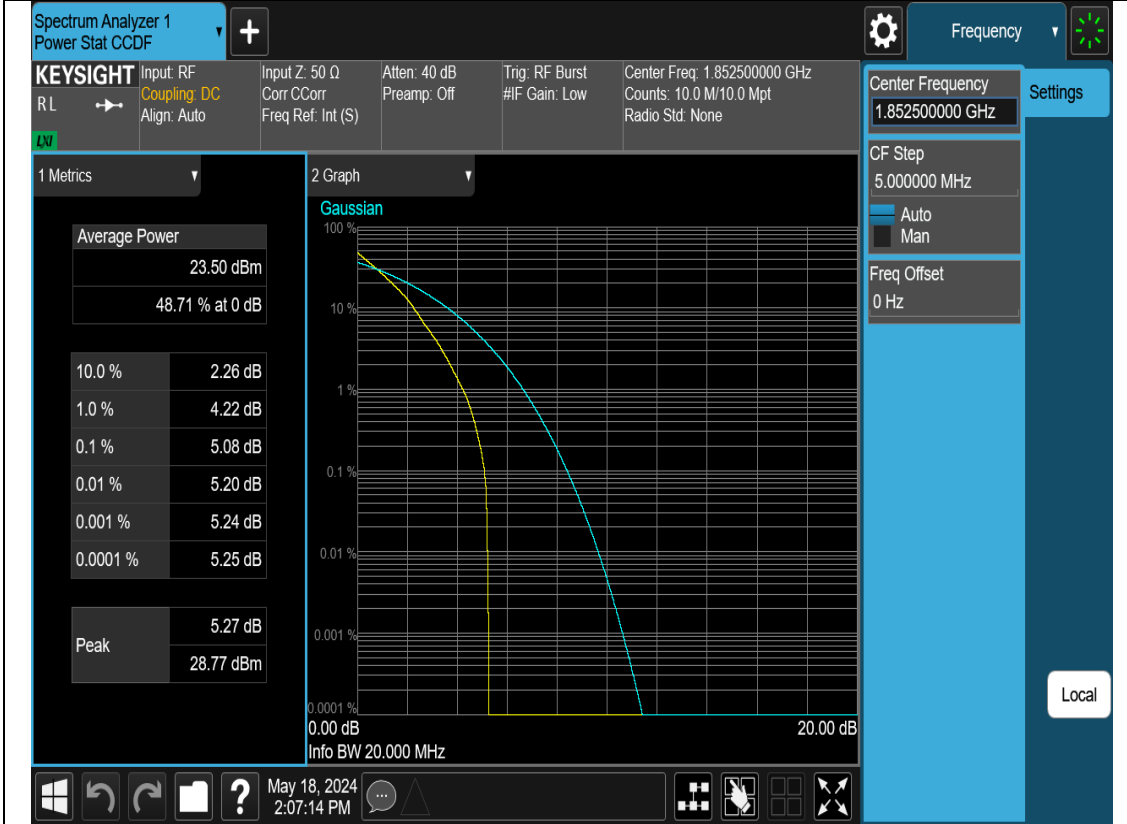 Spectrum Analyzer 1
Power Stat CCDF
+
Frequency
KEYSIGHT
RL
LXI
Input: RF
Coupling: DC
Align: Auto
Input Z: 50 Ω
Corr CCorr
Freq Ref: Int (S)
Atten: 40 dB
Preamp: Off
Trig: RF Burst
#IF Gain: Low
Center Freq: 1.852500000 GHz
Counts: 10.0 M/10.0 Mpt
Radio Std: None
Center Frequency
1.852500000 GHz
Settings
CF Step
5.000000 MHz
Auto
Man
Freq Offset
0 Hz
1 Metrics
Average Power
23.50 dBm
48.71 % at 0 dB
10.0 % 2.26 dB
1.0 % 4.22 dB
0.1 % 5.08 dB
0.01 % 5.20 dB
0.001 % 5.24 dB
0.0001 % 5.25 dB
Peak 5.27 dB
28.77 dBm
2 Graph
Gaussian
100 %
10 %
1 %
0.1 %
0.01 %
0.001 %
0.0001 %
0.00 dB 20.00 dB
Info BW 20.000 MHz
Local
?
May 18, 2024
2:07:14 PM